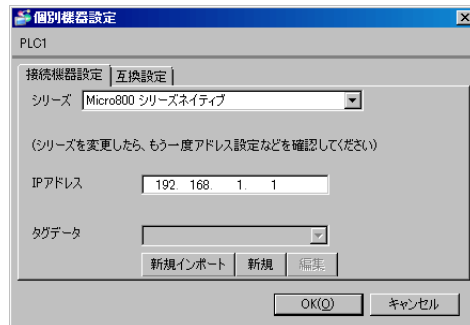 個別機器設定
PLC1
接続機器設定 互換設定
シリーズ Micro800 シリーズネイティブ
(シリーズを変更したら、もう一度アドレス設定などを確認してください)
IPアドレス 192. 168. 1. 1
タグデータ
新規インポート 新規 編集
OK(O) キャンセル